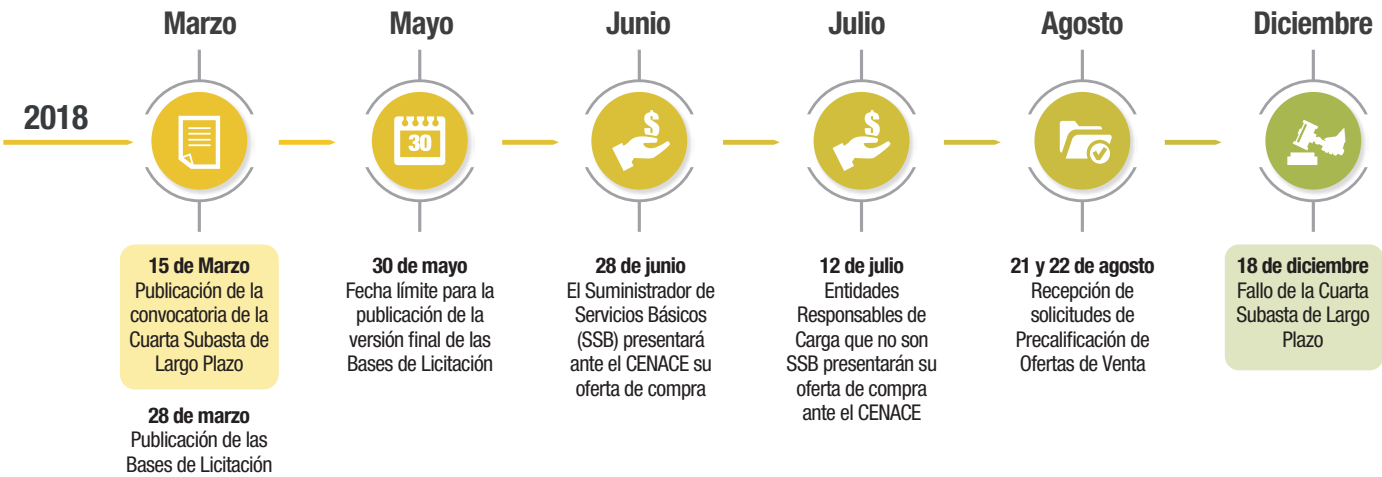 2018
Marzo
15 de Marzo
Publicación de la
convocatoria de la
Cuarta Subasta de
Largo Plazo
28 de marzo
Publicación de las
Bases de Licitación
Mayo
30
30 de mayo
Fecha límite para la
publicación de la
versión final de las
Bases de Licitación
Junio
$
28 de junio
El Suministrador de
Servicios Básicos
(SSB) presentará
ante el CENACE su
oferta de compra
Julio
$
12 de julio
Entidades
Responsables de
Carga que no son
SSB presentarán su
oferta de compra
ante el CENACE
Agosto
21 y 22 de agosto
Recepción de
solicitudes de
Precalificación de
Ofertas de Venta
Diciembre
18 de diciembre
Fallo de la Cuarta
Subasta de Largo
Plazo